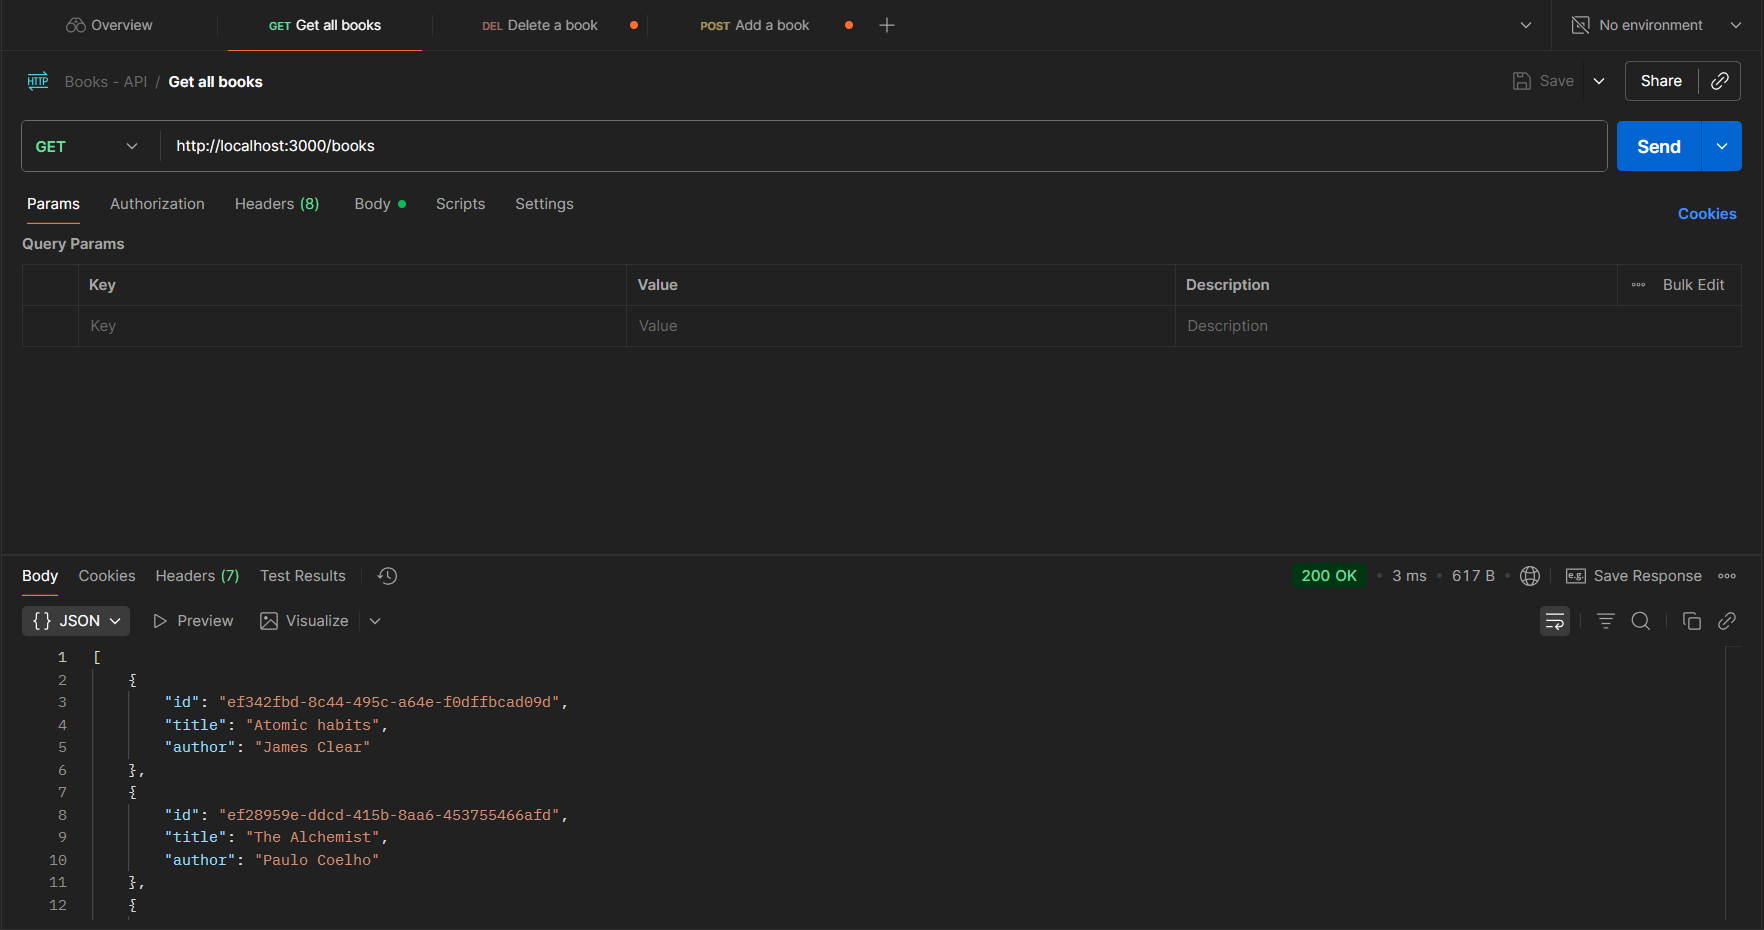 Overview
GET Get all books
DEL Delete a book
POST Add a book
No environment
HTTP Books - API / Get all books
Save
Share
GET http://localhost:3000/books
Send
Params Authorization Headers (8) Body Scripts Settings
Cookies
Query Params
Key Value Description Bulk Edit
Key Value Description
Body Cookies Headers (7) Test Results
200 OK • 3 ms • 617 B • e.g. Save Response
{} JSON Preview Visualize
1 [
2 {
3 "id": "ef342fbd-8c44-495c-a64e-f0dffbcad09d",
4 "title": "Atomic habits",
5 "author": "James Clear"
6 },
7 {
8 "id": "ef28959e-ddcd-415b-8aa6-453755466afd",
9 "title": "The Alchemist",
10 "author": "Paulo Coelho"
11 },
12 {